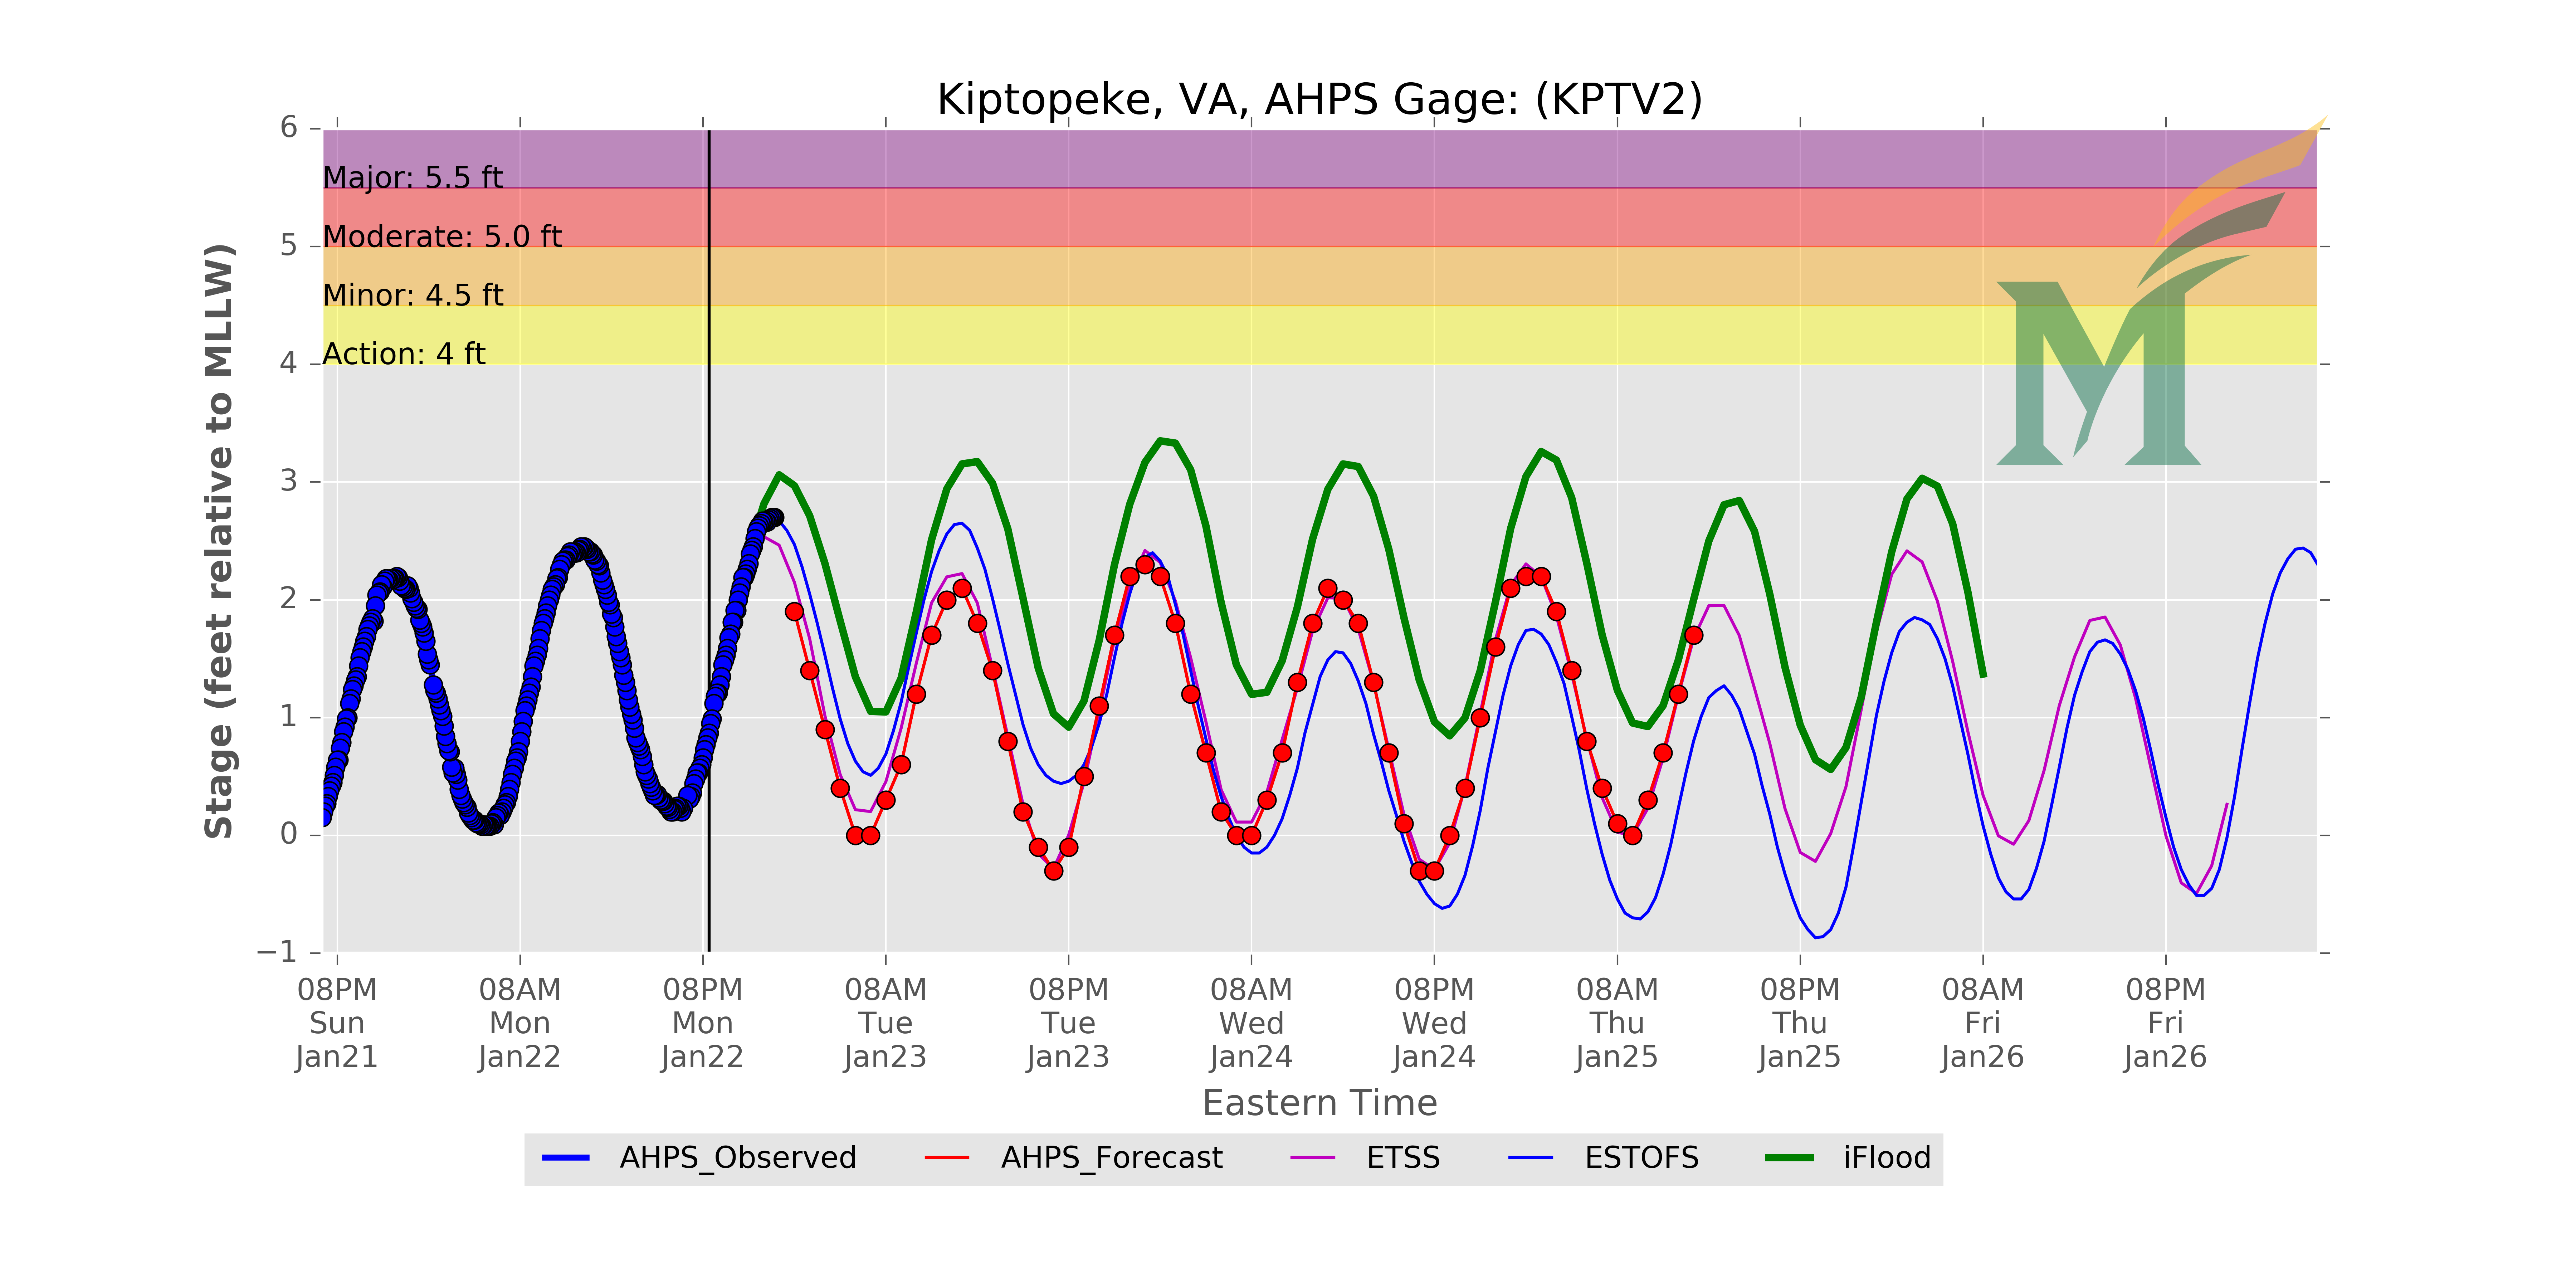 Kiptopeke, VA, AHPS Gage: (KPTV2)
Stage (feet relative to MLLW)
6
5
4
3
2
1
0
−1
Major: 5.5 ft
Moderate: 5.0 ft
Minor: 4.5 ft
Action: 4 ft
M
08PM 08AM 08PM 08AM 08PM 08AM 08PM 08AM 08PM 08AM 08PM
Sun Mon Mon Tue Tue Wed Wed Thu Thu Fri Fri
Jan21 Jan22 Jan22 Jan23 Jan23 Jan24 Jan24 Jan25 Jan25 Jan26 Jan26
Eastern Time
AHPS_Observed AHPS_Forecast ETSS ESTOFS iFlood